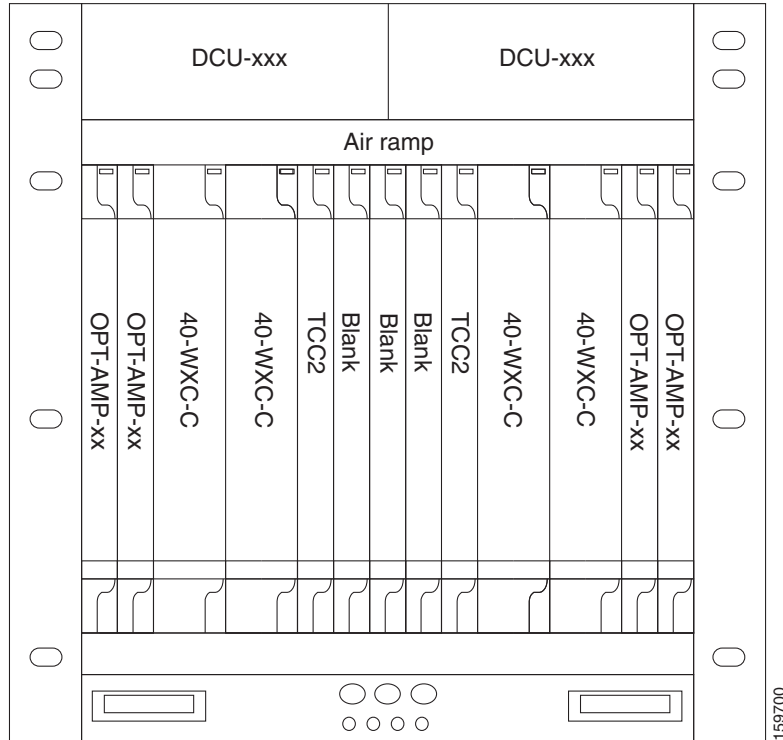 DCU-xxx
DCU-xxx
Air ramp
OPT-AMP-xx
OPT-AMP-xx
40-WXC-C
40-WXC-C
TCC2
Blank
Blank
Blank
TCC2
40-WXC-C
40-WXC-C
OPT-AMP-xx
OPT-AMP-xx
159700